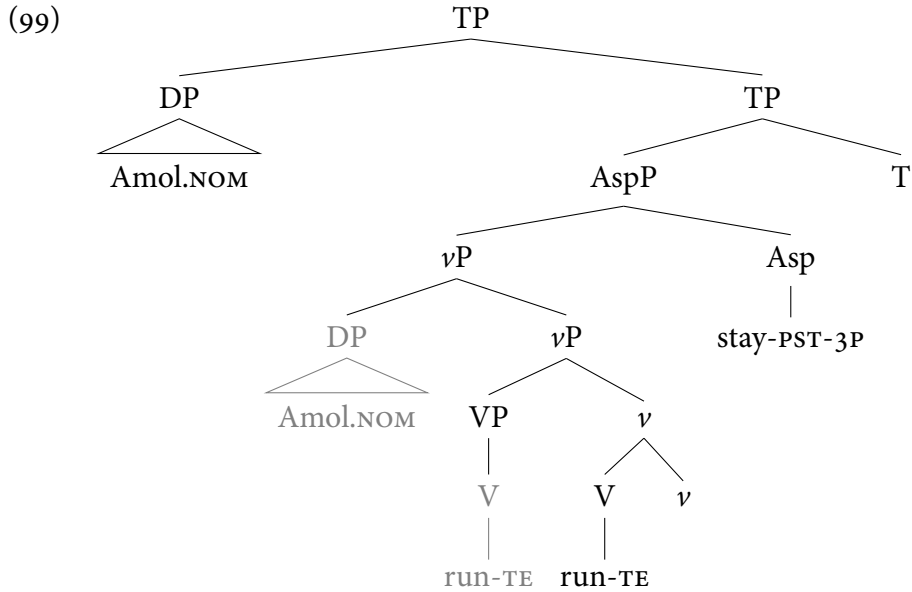 (99) TP
DP TP
Amol.NOM AspP T
vP Asp
DP vP stay-PST-3P
Amol.NOM VP v
V V v
run-TE run-TE